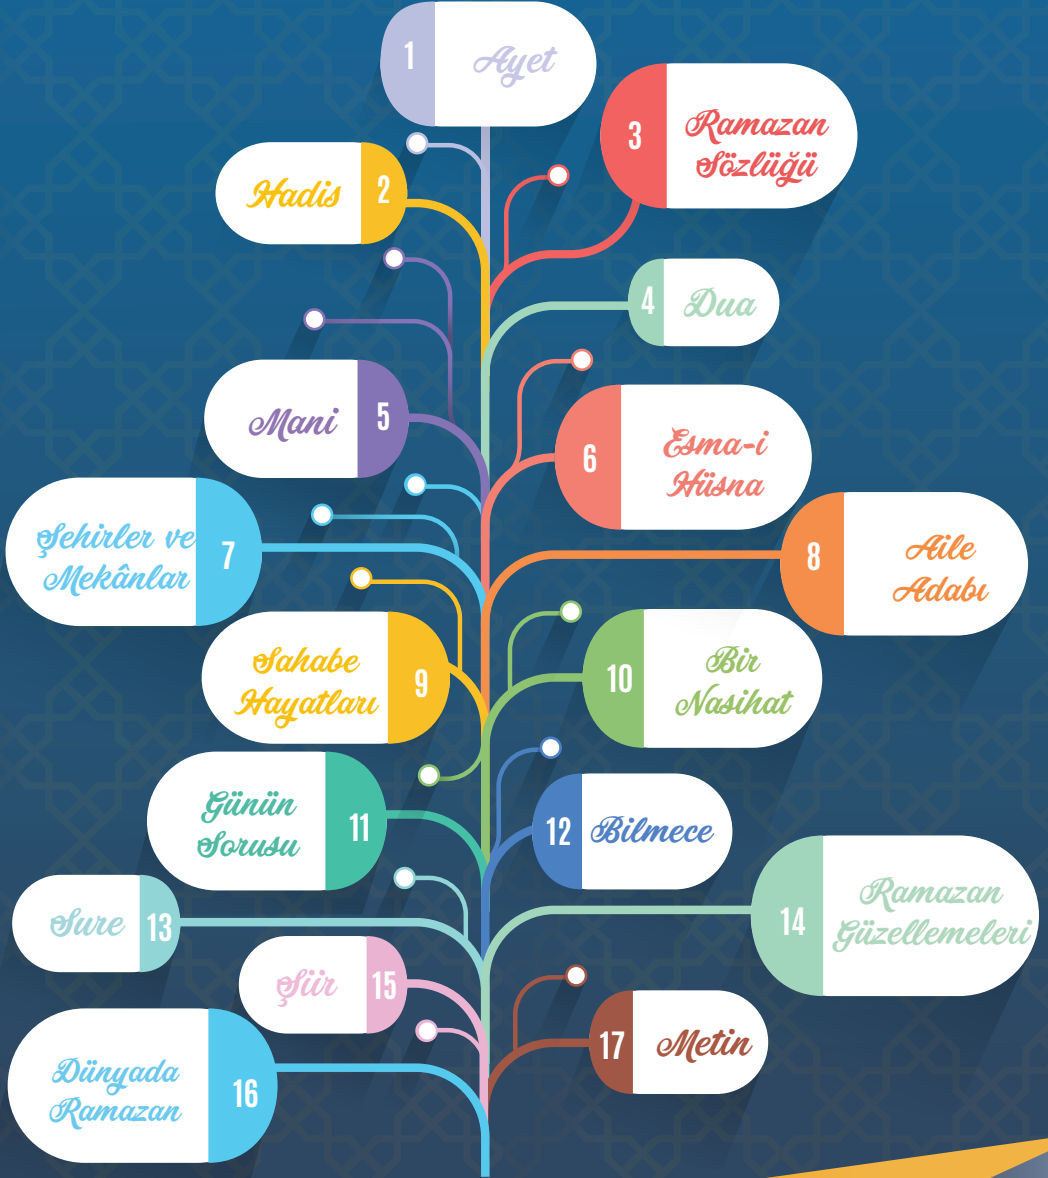 1 Ayet
2 Hadis
3 Ramazan
Sözlüğü
4 Dua
5 Mani
6 Esma-i
Hüsna
7 Şehirler ve
Mekânlar
8 Aile
Adabı
9 Sahabe
Hayatları
10 Bir
Nasihat
11 Günün
Sorusu
12 Bilmece
13 Sure
14 Ramazan
Güzellemeleri
15 Şiir
16 Dünyada
Ramazan
17 Metin